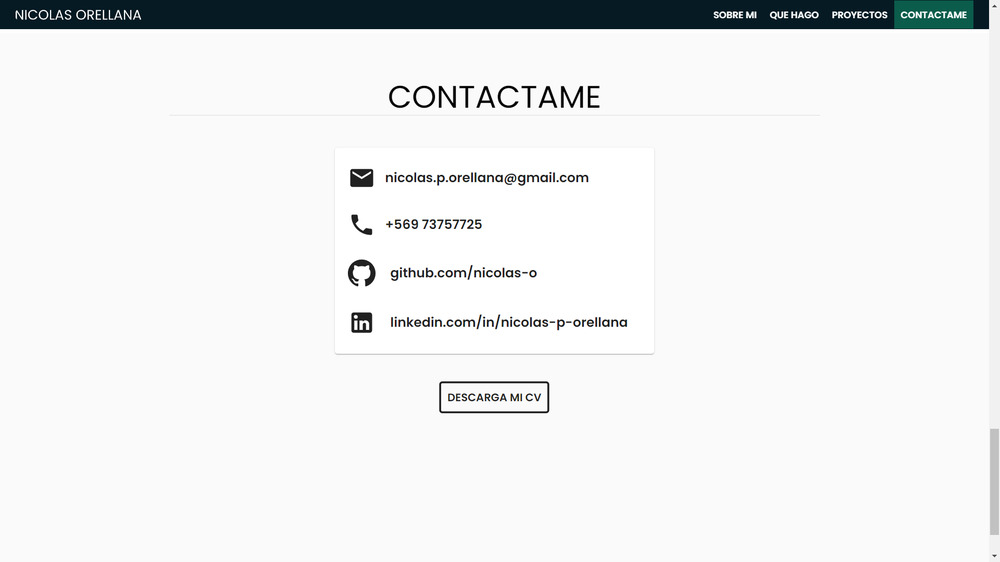 NICOLAS ORELLANA
SOBRE MI QUE HAGO PROYECTOS CONTACTAME
CONTACTAME
nicolas.p.orellana@gmail.com
+569 73757725
github.com/nicolas-o
linkedin.com/in/nicolas-p-orellana
DESCARGA MI CV